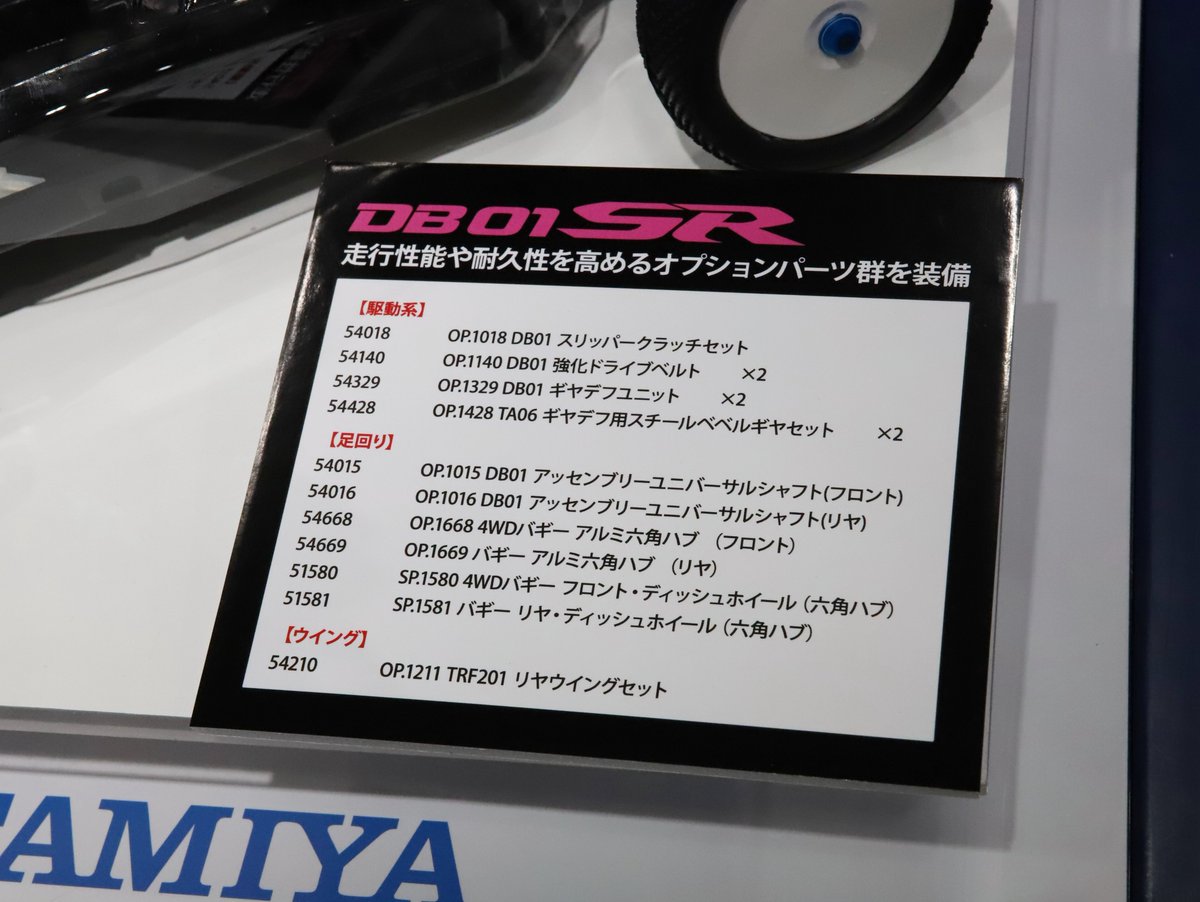 DB01SR
走行性能や耐久性を高めるオプションパーツ群を装備
【駆動系】
54018 OP.1018 DB01 スリッパークラッチセット
54140 OP.1140 DB01 強化ドライブベルト ×2
54329 OP.1329 DB01 ギヤデフユニット ×2
54428 OP.1428 TA06 ギヤデフ用スチールベベルギヤセット ×2
【足回り】
54015 OP.1015 DB01 アッセンブリーユニバーサルシャフト(フロント)
54016 OP.1016 DB01 アッセンブリーユニバーサルシャフト(リヤ)
54668 OP.1668 4WDバギー アルミ六角ハブ （フロント）
54669 OP.1669 バギー アルミ六角ハブ （リヤ）
51580 SP.1580 4WDバギー フロント・ディッシュホイール（六角ハブ）
51581 SP.1581 バギー リヤ・ディッシュホイール（六角ハブ）
【ウイング】
54210 OP.1211 TRF201 リヤウイングセット
TAMIYA